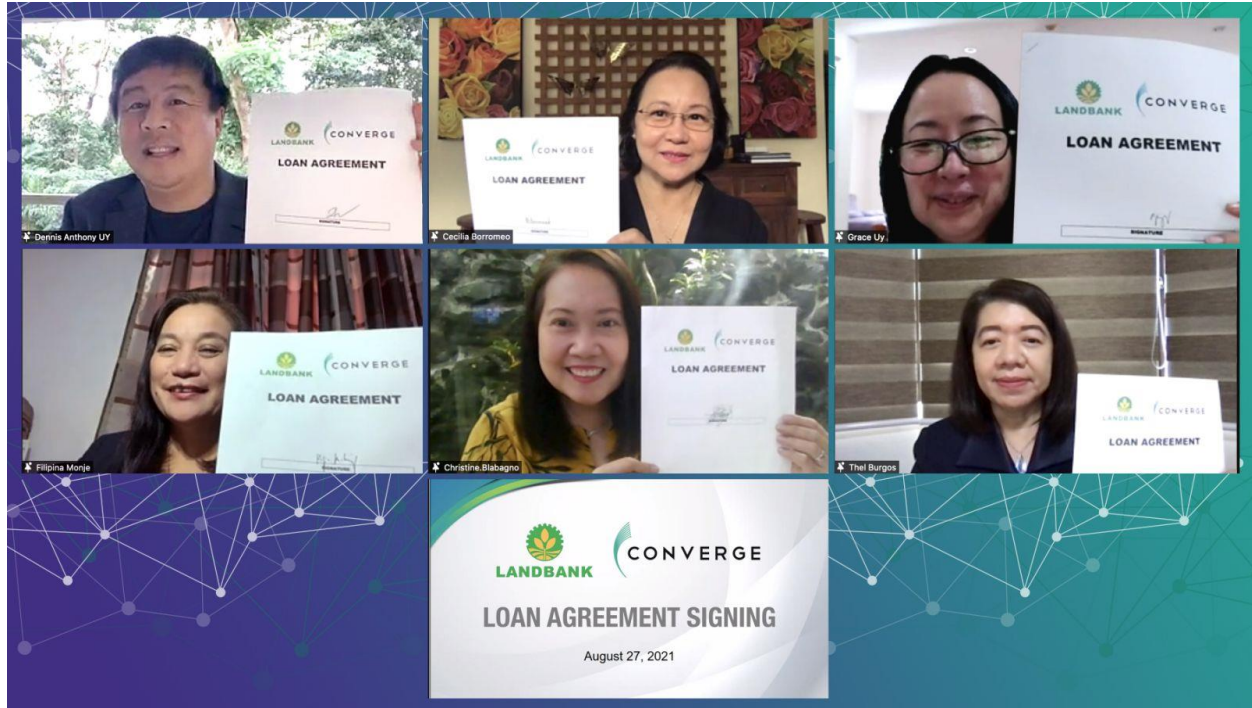 LANDBANK CONVERGE
LOAN AGREEMENT
SIGNATURE
Dennis Anthony UY
LANDBANK CONVERGE
LOAN AGREEMENT
SIGNATURE
Cecilia Borromeo
LANDBANK CONVERGE
LOAN AGREEMENT
SIGNATURE
Grace Uy
LANDBANK CONVERGE
LOAN AGREEMENT
SIGNATURE
Filipina Monje
LANDBANK CONVERGE
LOAN AGREEMENT
SIGNATURE
Christine.Blabagno
LANDBANK CONVERGE
LOAN AGREEMENT
Thel Burgos
LANDBANK CONVERGE
LOAN AGREEMENT SIGNING
August 27, 2021